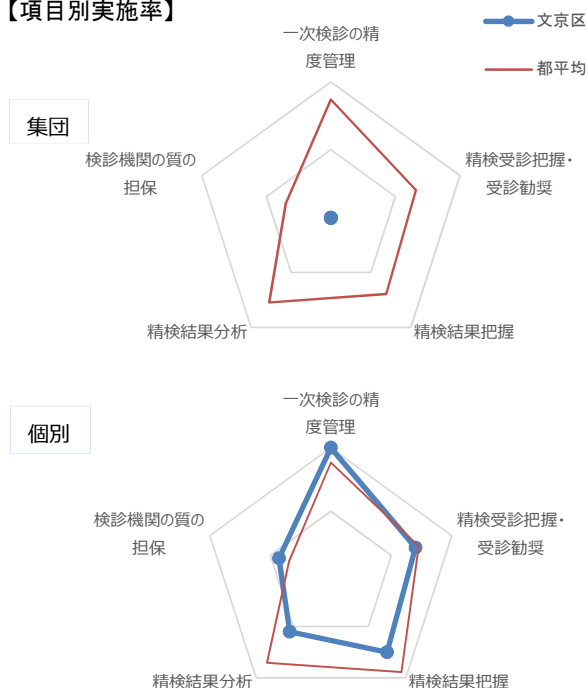 【項目別実施率】
文京区
都平均
集団
一次検診の精
度管理
精検受診把握・
受診勧奨
精検結果把握
精検結果分析
検診機関の質の
担保
個別
一次検診の精
度管理
精検受診把握・
受診勧奨
精検結果把握
精検結果分析
検診機関の質の
担保